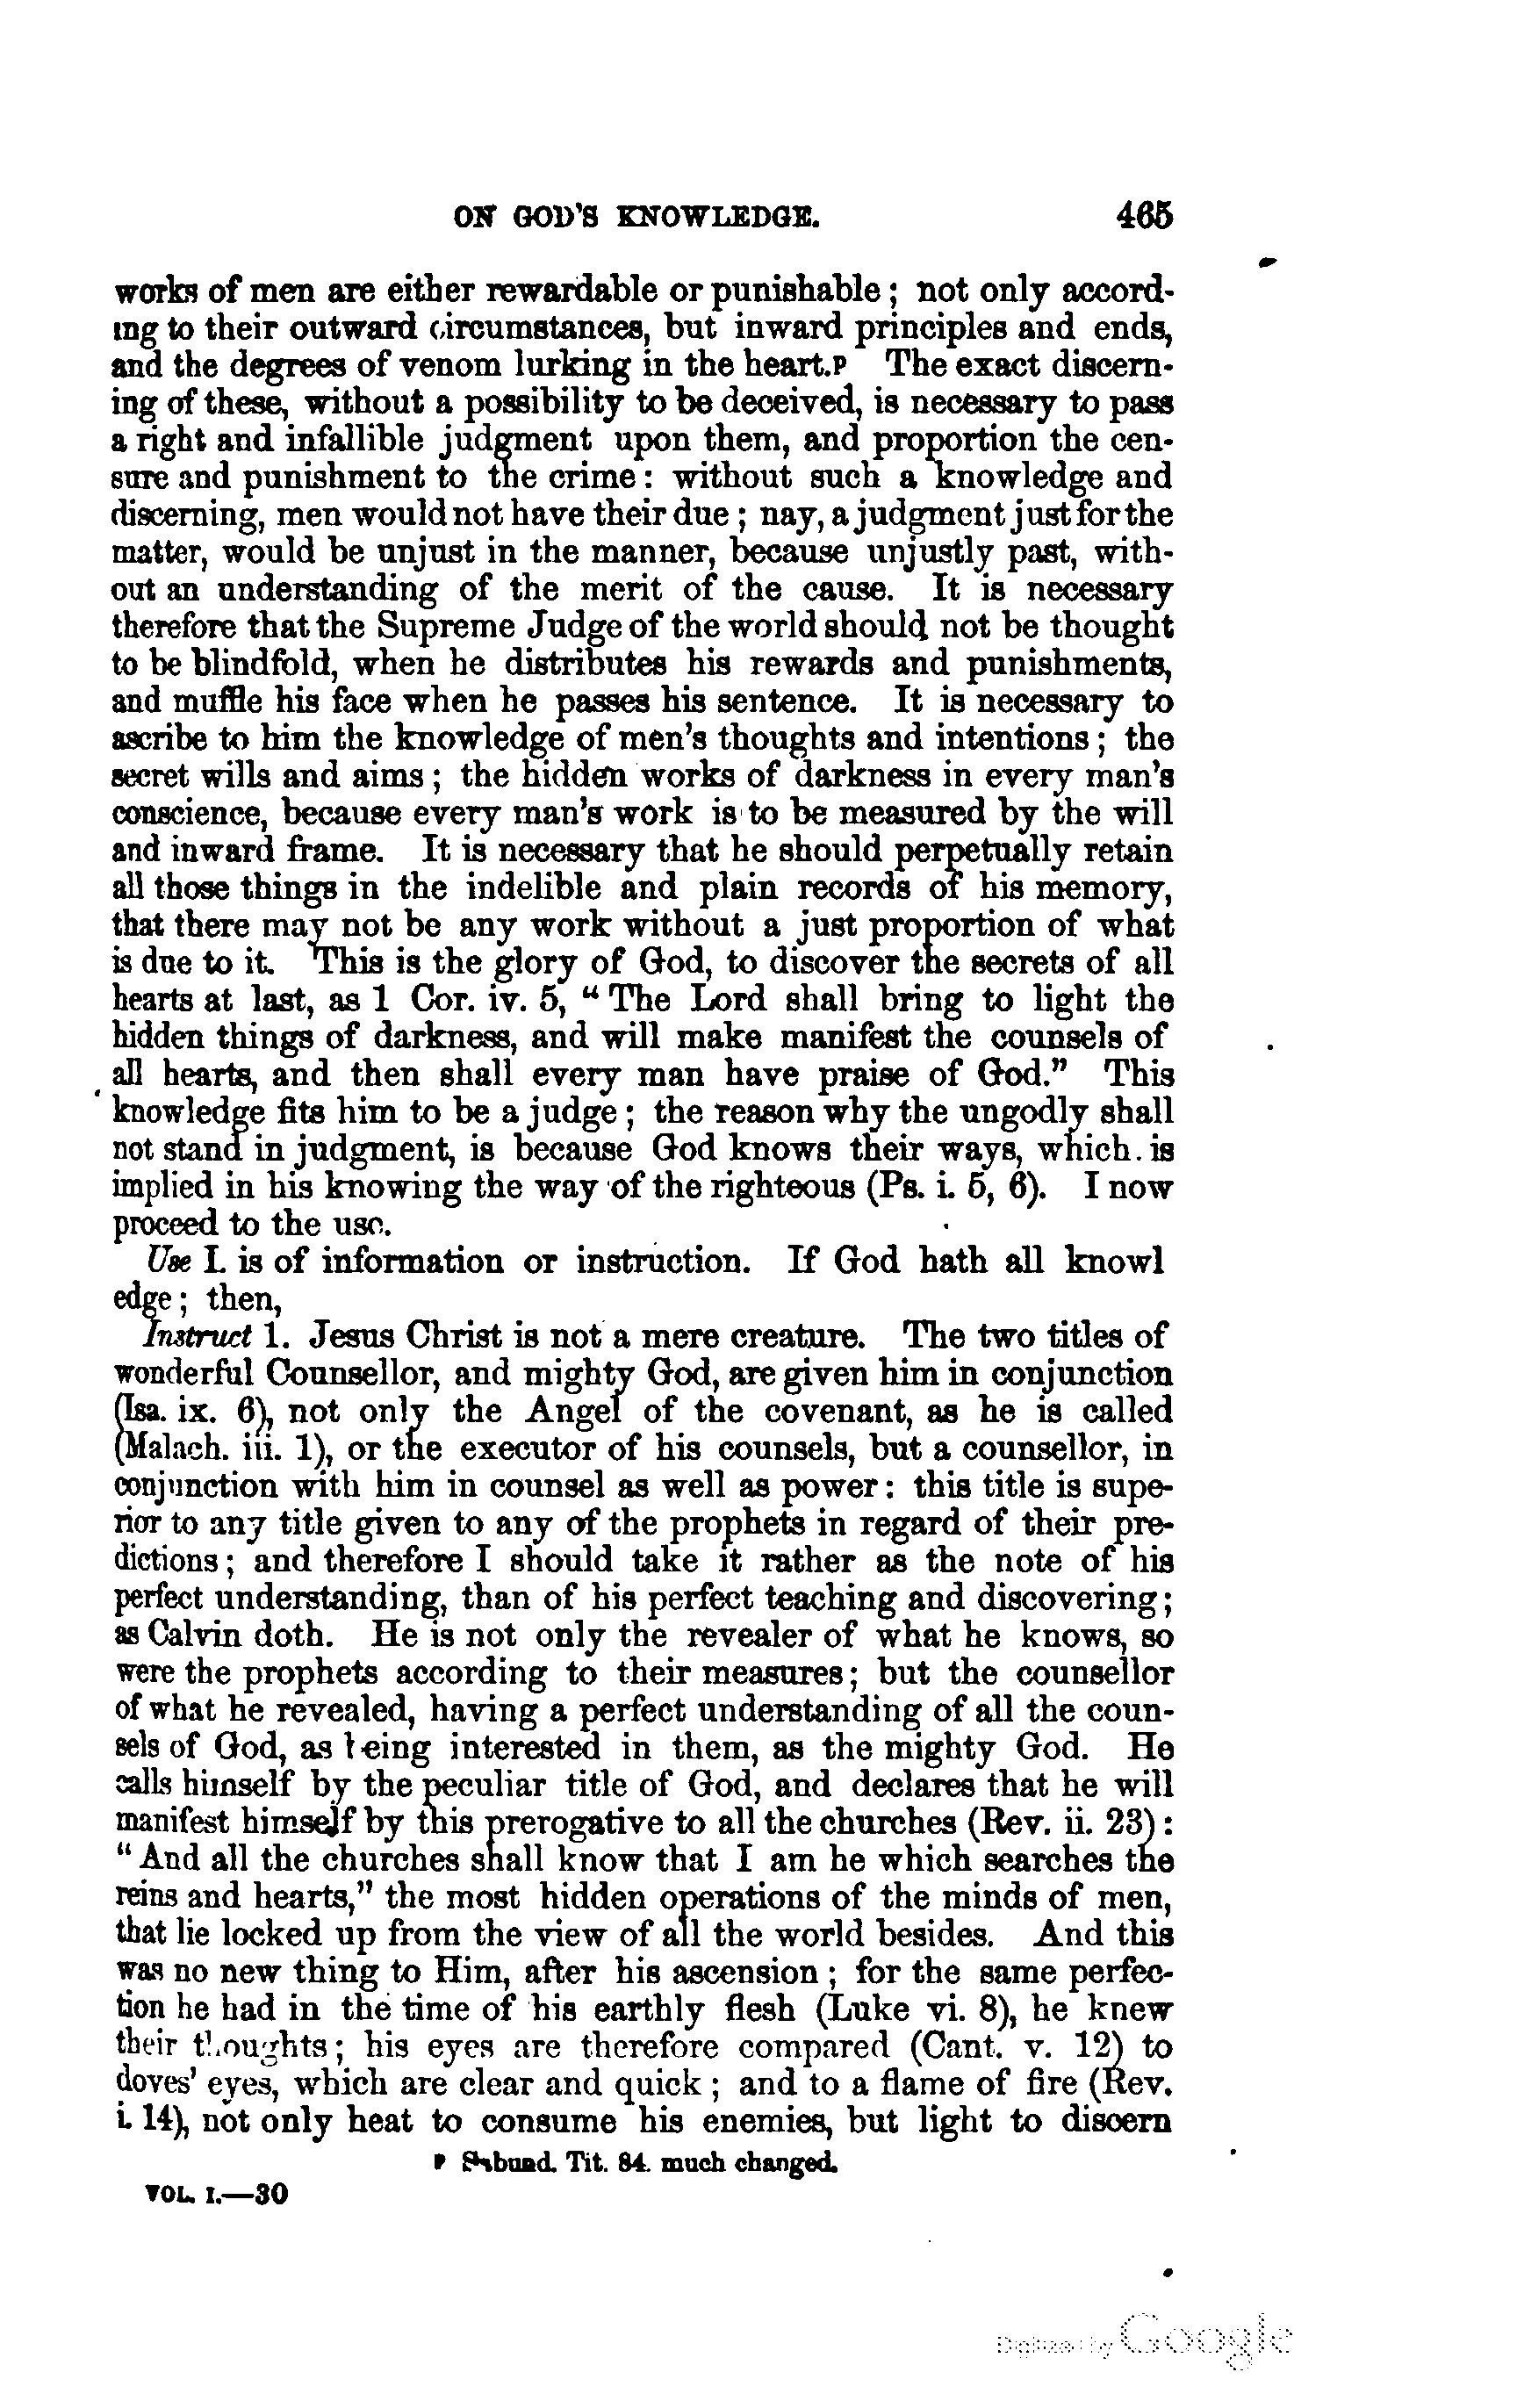 ON GOD'S KNOWLEDGE. 465
works of men are either rewardable or punishable; not only accord-
ing to their outward circumstances, but inward principles and ends,
and the degrees of venom lurking in the heart.p The exact discern-
ing of these, without a possibility to be deceived, is necessary to pass
a right and infallible judgment upon them, and proportion the cen-
sure and punishment to the crime: without such a knowledge and
discerning, men would not have their due; nay, a judgment just for the
matter, would be unjust in the manner, because unjustly past, with-
out an understanding of the merit of the cause. It is necessary
therefore that the Supreme Judge of the world should not be thought
to be blindfold, when he distributes his rewards and punishments,
and muffle his face when he passes his sentence. It is necessary to
ascribe to him the knowledge of men's thoughts and intentions; the
secret wills and aims; the hidden works of darkness in every man's
conscience, because every man's work is to be measured by the will
and inward frame. It is necessary that he should perpetually retain
all those things in the indelible and plain records of his memory,
that there may not be any work without a just proportion of what
is due to it. This is the glory of God, to discover the secrets of all
hearts at last, as 1 Cor. iv. 5, "The Lord shall bring to light the
hidden things of darkness, and will make manifest the counsels of
all hearts, and then shall every man have praise of God." This
knowledge fits him to be a judge; the reason why the ungodly shall
not stand in judgment, is because God knows their ways, which is
implied in his knowing the way of the righteous (Ps. i. 5, 6). I now
proceed to the use.
Use I. is of information or instruction. If God hath all knowl
edge; then,
Instruct 1. Jesus Christ is not a mere creature. The two titles of
wonderful Counsellor, and mighty God, are given him in conjunction
(Isa. ix. 6), not only the Angel of the covenant, as he is called
(Malach. iii. 1), or the executor of his counsels, but a counsellor, in
conjunction with him in counsel as well as power: this title is supe-
rior to any title given to any of the prophets in regard of their pre-
dictions; and therefore I should take it rather as the note of his
perfect understanding, than of his perfect teaching and discovering;
as Calvin doth. He is not only the revealer of what he knows, so
were the prophets according to their measures; but the counsellor
of what he revealed, having a perfect understanding of all the coun-
sels of God, as being interested in them, as the mighty God. He
calls himself by the peculiar title of God, and declares that he will
manifest himself by this prerogative to all the churches (Rev. ii. 23):
"And all the churches shall know that I am he which searches the
reins and hearts," the most hidden operations of the minds of men,
that lie locked up from the view of all the world besides. And this
was no new thing to Him, after his ascension; for the same perfec-
tion he had in the time of his earthly flesh (Luke vi. 8), he knew
their thoughts; his eyes are therefore compared (Cant. v. 12) to
doves' eyes, which are clear and quick; and to a flame of fire (Rev.
i. 14), not only heat to consume his enemies, but light to discern
p Sabund. Tit. 84. much changed.
VOL. I.—30
Digitized by Google